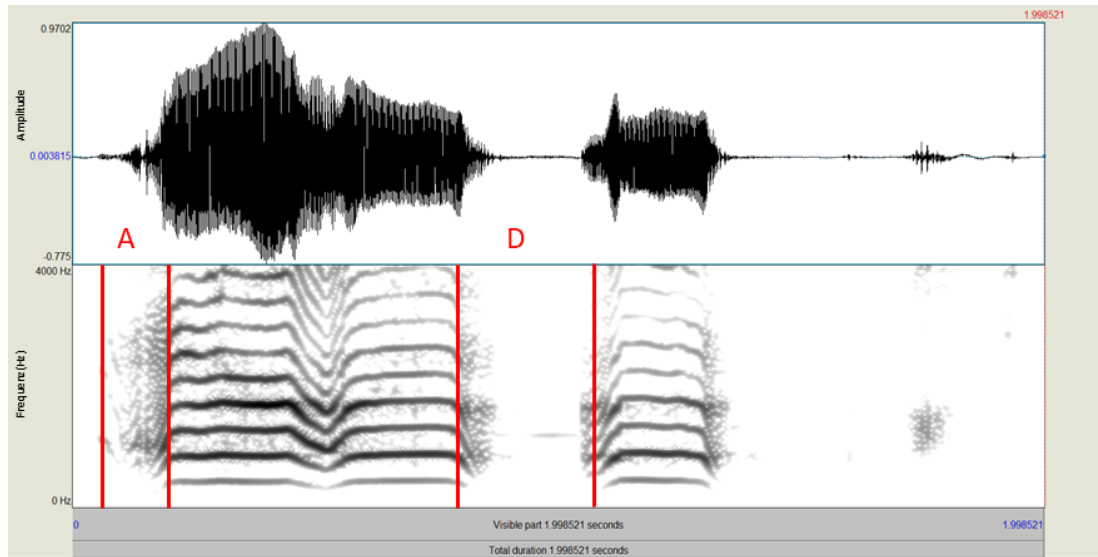 1.998521
0.9702
Amplitude
0.003815
-0.775
A
D
4000 Hz
Frequenz(Hz)
0 Hz
0
Visible part 1.998521 seconds
1.998521
Total duration 1.998521 seconds